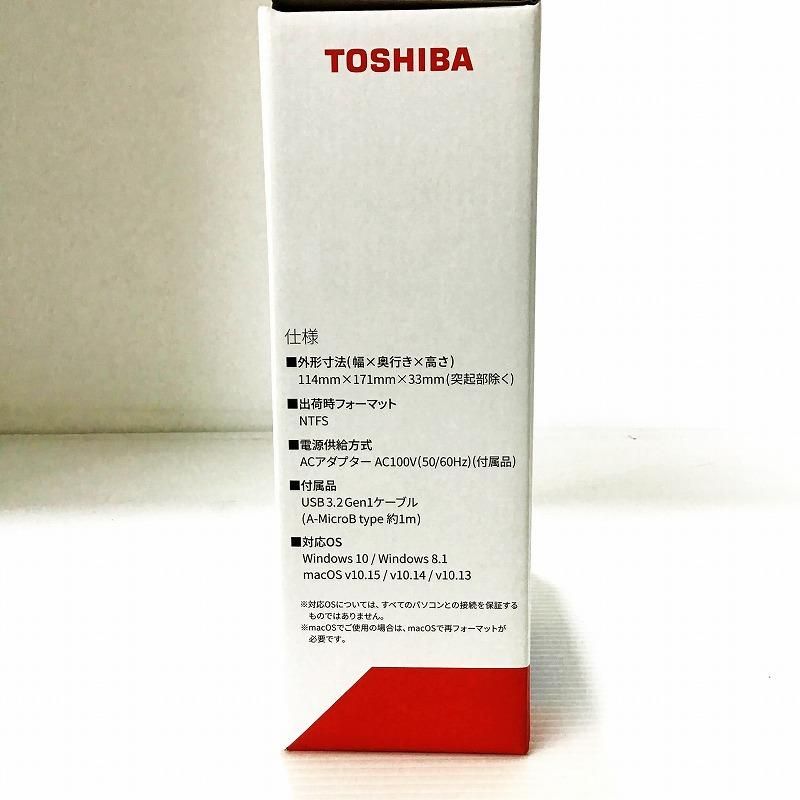 TOSHIBA
仕様
■外形寸法(幅×奥行き×高さ)
114mm×171mm×33mm(突起部除く)
■出荷時フォーマット
NTFS
■電源供給方式
ACアダプター AC100V(50/60Hz)(付属品)
■付属品
USB 3.2 Gen1ケーブル
(A-MicroB type 約1m)
■対応OS
Windows 10 / Windows 8.1
macOS v10.15 / v10.14 / v10.13
※対応OSについては、すべてのパソコンとの接続を保証する
ものではありません。
※macOSでご使用の場合は、macOSで再フォーマットが
必要です。